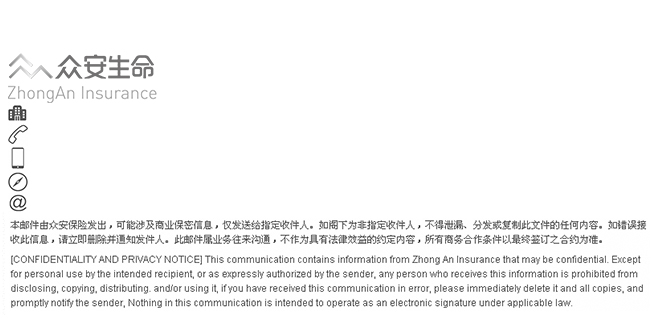 众安生命
ZhongAn Insurance
本邮件由众安保险发出，可能涉及商业保密信息，仅发送给指定收件人。如阁下为非指定收件人，不得泄漏、分发或复制此文件的任何内容。如错误接
收此信息，请立即删除并通知发件人。此邮件属业务往来沟通，不作为具有法律效益的约定内容，所有商务合作条件以最终签订之合约为准。
[CONFIDENTIALITY AND PRIVACY NOTICE] This communication contains information from Zhong An Insurance that may be confidential. Except
for personal use by the intended recipient, or as expressly authorized by the sender, any person who receives this information is prohibited from
disclosing, copying, distributing. and/or using it, if you have received this communication in error, please immediately delete it and all copies, and
promptly notify the sender, Nothing in this communication is intended to operate as an electronic signature under applicable law.